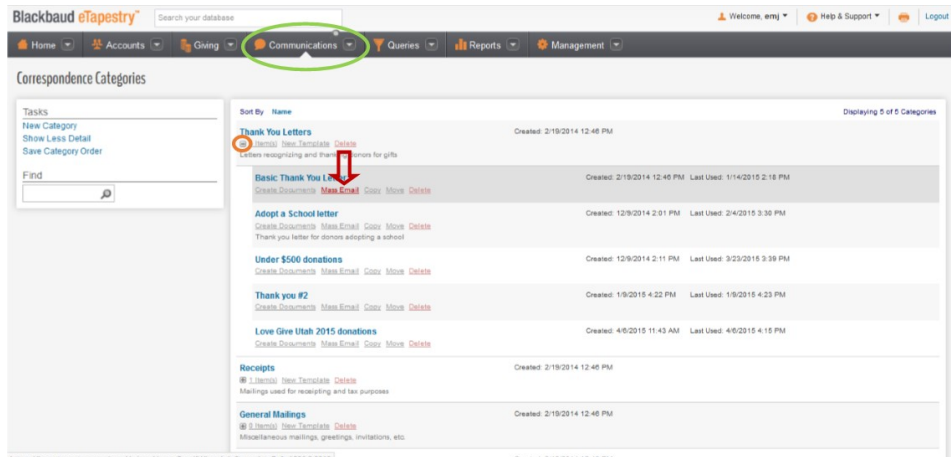 Blackbaud eTapestry™
Search your database
Welcome, emj
Help & Support
Logout
Home
Accounts
Giving
Communications
Queries
Reports
Management
Correspondence Categories
Tasks
New Category
Show Less Detail
Save Category Order
Find
Sort By Name
Displaying 5 of 5 Categories
Thank You Letters Created: 2/19/2014 12:46 PM
Item(s) New Template Delete
Letters recognizing and thanking donors for gifts
Basic Thank You Letter Created: 2/19/2014 12:46 PM Last Used: 1/14/2015 2:18 PM
Create Documents Mass Email Copy Move Delete
Adopt a School letter Created: 12/9/2014 2:01 PM Last Used: 2/4/2015 3:38 PM
Create Documents Mass Email Copy Move Delete
Thank you letter for donors adopting a school
Under $500 donations Created: 12/9/2014 2:11 PM Last Used: 3/23/2015 3:39 PM
Create Documents Mass Email Copy Move Delete
Thank you #2 Created: 1/9/2015 4:22 PM Last Used: 1/9/2015 4:23 PM
Create Documents Mass Email Copy Move Delete
Love Give Utah 2015 donations Created: 4/6/2015 11:43 AM Last Used: 4/6/2015 4:15 PM
Create Documents Mass Email Copy Move Delete
Receipts Created: 2/19/2014 12:46 PM
1 Item(s) New Template Delete
Mailings used for receipting and tax purposes
General Mailings Created: 2/19/2014 12:46 PM
Item(s) New Template Delete
Miscellaneous mailings, greetings, invitations, etc.